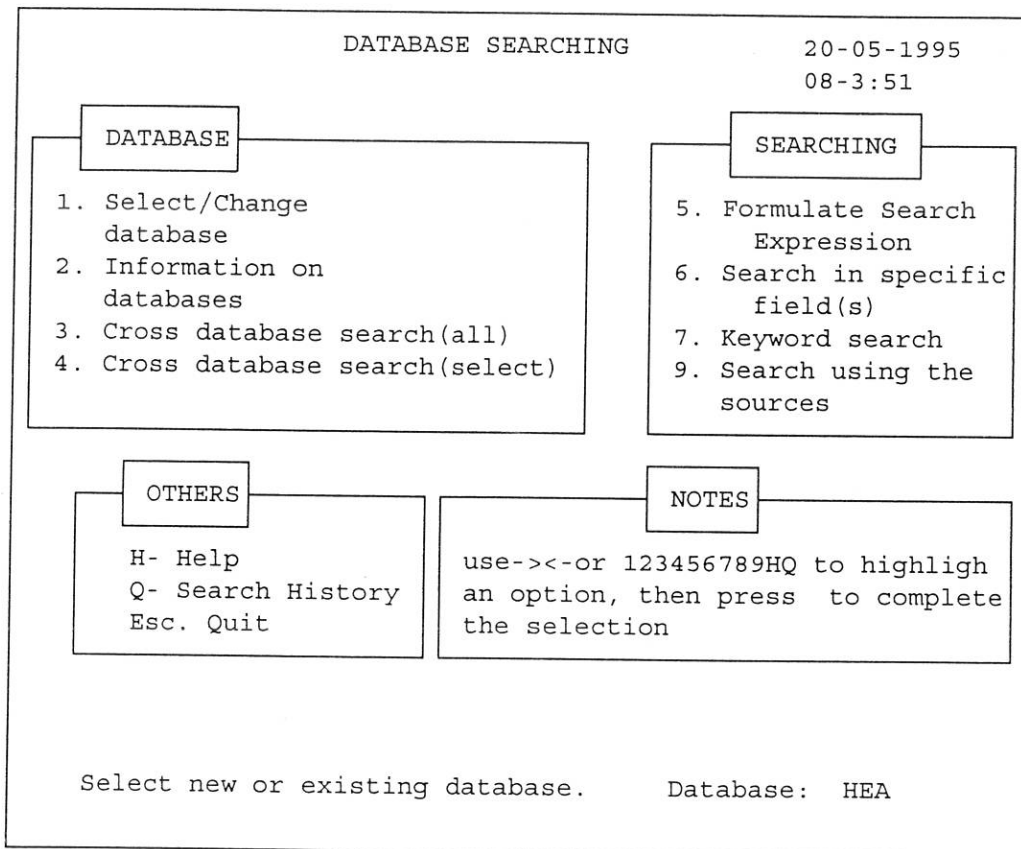 DATABASE SEARCHING
20-05-1995
08-3:51
DATABASE
1. Select/Change
database
2. Information on
databases
3. Cross database search(all)
4. Cross database search(select)
SEARCHING
5. Formulate Search
Expression
6. Search in specific
field(s)
7. Keyword search
9. Search using the
sources
OTHERS
H- Help
Q- Search History
Esc. Quit
NOTES
use-><-or 123456789HQ to highligh
an option, then press to complete
the selection
Select new or existing database. Database: HEA